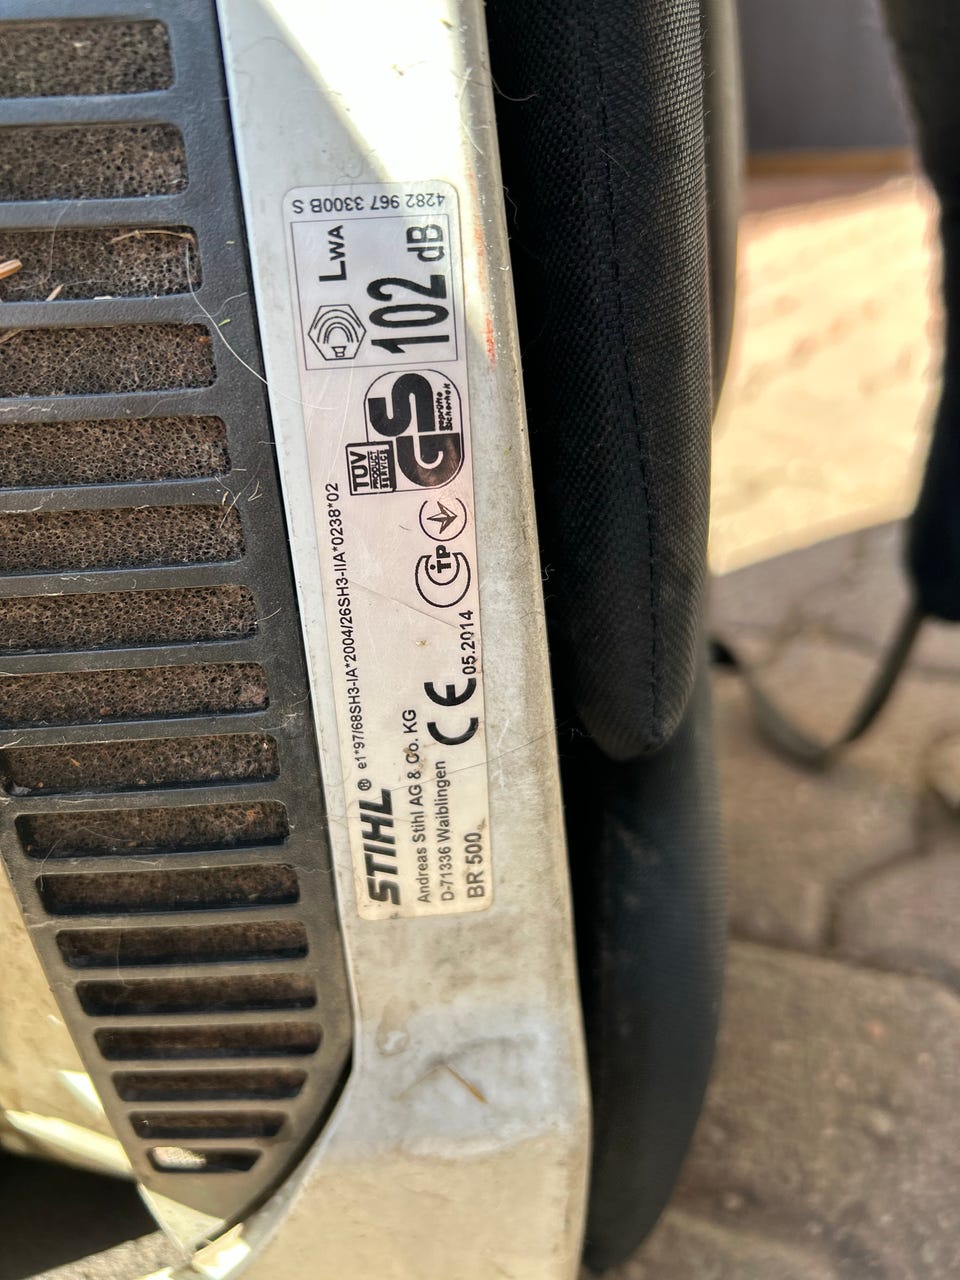 STIHL® e1*97/68SH3-IA*2004/26SH3-IIA*0238*02
Andreas Stihl AG & Co. KG
D-71336 Waiblingen
BR 500
CE
05.2014
TP
TÜV
PRODUCT
SERVICE
GS
geprüfte
Sicherheit
LWA
102 dB
4282 967 3300B S